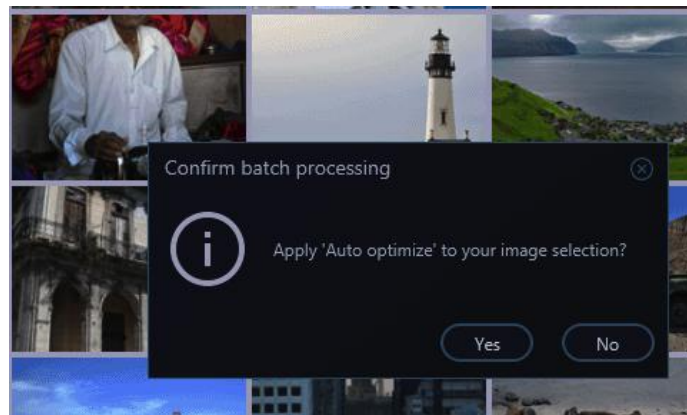 Confirm batch processing
Apply 'Auto optimize' to your image selection?
Yes
No